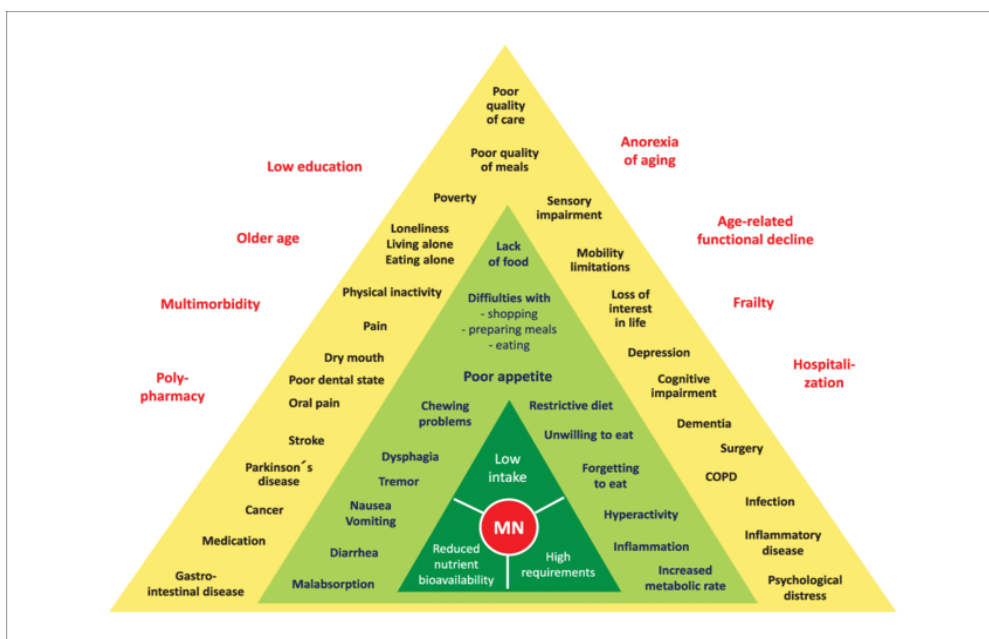 Poor
quality
of care
Poor quality
of meals
Poverty
Loneliness
Living alone
Eating alone
Physical inactivity
Pain
Dry mouth
Poor dental state
Oral pain
Stroke
Parkinson´s
disease
Cancer
Medication
Gastro-
intestinal disease
Sensory
impairment
Mobility
limitations
Loss of
interest
in life
Depression
Cognitive
impairment
Dementia
Surgery
COPD
Infection
Inflammatory
disease
Psychological
distress
Low education
Older age
Multimorbidity
Poly-
pharmacy
Anorexia
of aging
Age-related
functional decline
Frailty
Hospitali-
zation
Lack
of food
Diffiulties with
- shopping
- preparing meals
- eating
Poor appetite
Chewing
problems
Dysphagia
Tremor
Nausea
Vomiting
Diarrhea
Malabsorption
Restrictive diet
Unwilling to eat
Forgetting
to eat
Hyperactivity
Inflammation
Increased
metabolic rate
Low
intake
MN
Reduced
nutrient
bioavailability
High
requirements